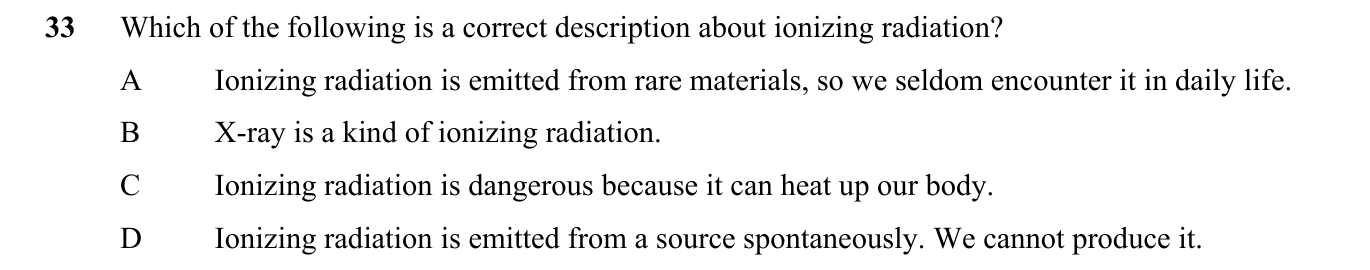 33 Which of the following is a correct description about ionizing radiation?
A Ionizing radiation is emitted from rare materials, so we seldom encounter it in daily life.
B X-ray is a kind of ionizing radiation.
C Ionizing radiation is dangerous because it can heat up our body.
D Ionizing radiation is emitted from a source spontaneously. We cannot produce it.